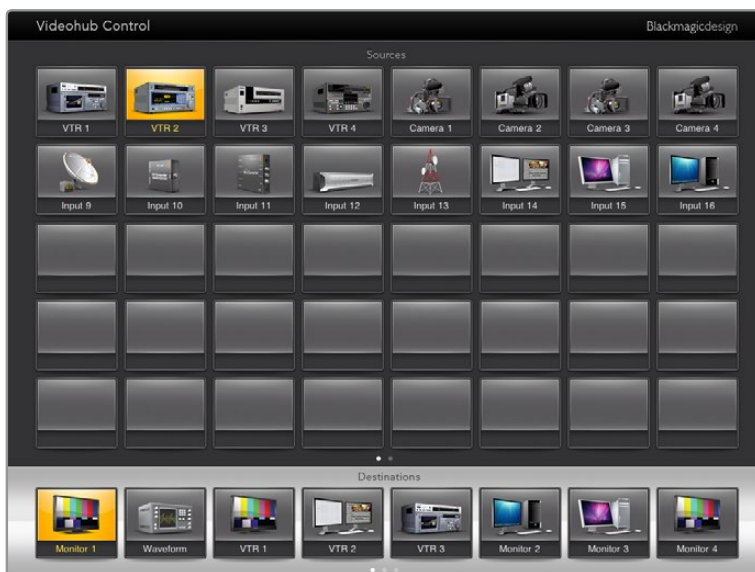 Videohub Control
Blackmagicdesign
Sources
VTR 1
VTR 2
VTR 3
VTR 4
Camera 1
Camera 2
Camera 3
Camera 4
Input 9
Input 10
Input 11
Input 12
Input 13
Input 14
Input 15
Input 16
Destinations
Monitor 1
Waveform
VTR 1
VTR 2
VTR 3
Monitor 2
Monitor 3
Monitor 4